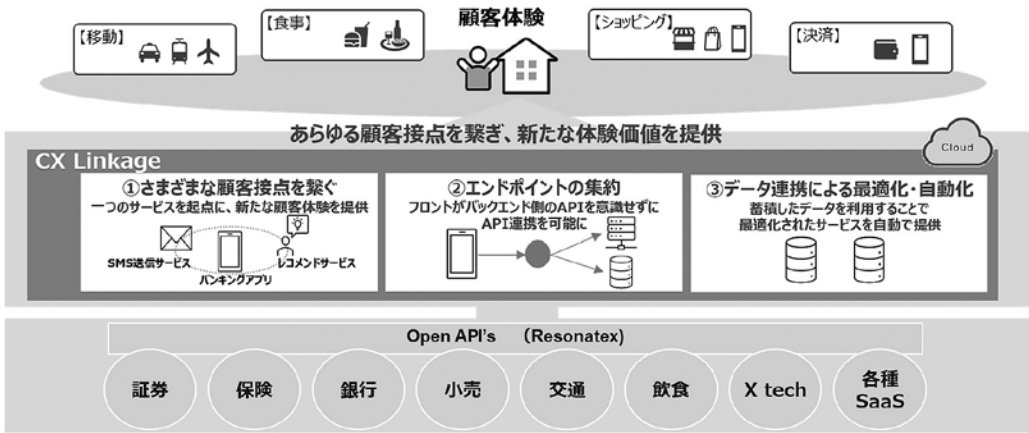 顧客体験
【移動】
【食事】
【ショッピング】
【決済】
あらゆる顧客接点を繋ぎ、新たな体験価値を提供
Cloud
CX Linkage
①さまざまな顧客接点を繋ぐ
一つのサービスを起点に、新たな顧客体験を提供
SMS送信サービス
バンキングアプリ
レコメンドサービス
②エンドポイントの集約
フロントがバックエンド側のAPIを意識せずに
API連携を可能に
③データ連携による最適化・自動化
蓄積したデータを利用することで
最適化されたサービスを自動で提供
Open API's （Resonatex)
証券
保険
銀行
小売
交通
飲食
X tech
各種
SaaS